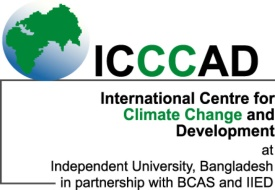 ICCCAD
International Centre for
Climate Change and
Development
at
Independent University, Bangladesh
in partnership with BCAS and IIED